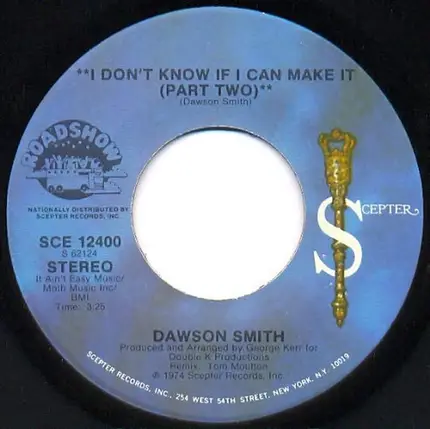 **I DON'T KNOW IF I CAN MAKE IT
(PART TWO)**
(Dawson Smith)
ROADSHOW
NATIONALLY DISTRIBUTED BY
SCEPTER RECORDS, INC.
SCEPTER
SCE 12400
S 62124
STEREO
It Ain't Easy Music/
Math Music Inc/
BMI
Time: 3:25
DAWSON SMITH
Produced and Arranged by George Kerr for
Double K Productions
Remix, Tom Moulton
℗ 1974 Scepter Records, Inc.
SCEPTER RECORDS, INC., 254 WEST 54TH STREET, NEW YORK, N.Y. 10019